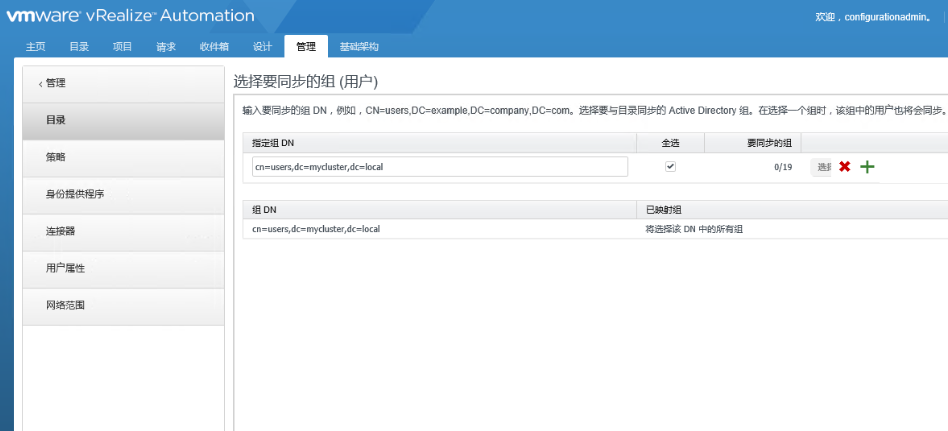 vmware vRealize™ Automation
欢迎，configurationadmin。
主页 目录 项目 请求 收件箱 设计 管理 基础架构
‹ 管理
目录
策略
身份提供程序
连接器
用户属性
网络范围
选择要同步的组 (用户)
输入要同步的组 DN，例如，CN=users,DC=example,DC=company,DC=com。选择要与目录同步的 Active Directory 组。在选择一个组时，该组中的用户也将会同步。
指定组 DN 全选 要同步的组
cn=users,dc=mycluster,dc=local 0/19 选择
组 DN 已映射组
cn=users,dc=mycluster,dc=local 将选择该 DN 中的所有组